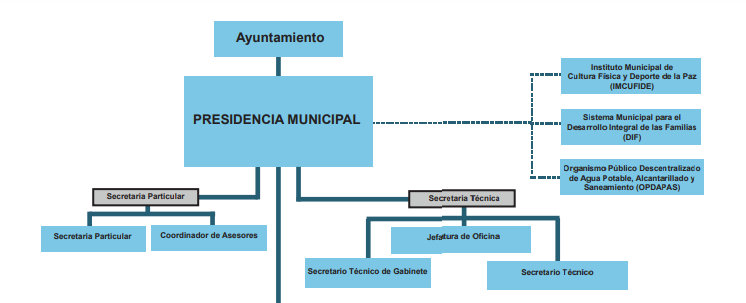 Ayuntamiento
PRESIDENCIA MUNICIPAL
Instituto Municipal de
Cultura Física y Deporte de la Paz
(IMCUFIDE)
Sistema Municipal para el
Desarrollo Integral de las Familias
(DIF)
Organismo Público Descentralizado
de Agua Potable, Alcantarillado y
Saneamiento (OPDAPAS)
Secretaria Particular
Secretaria Técnica
Secretaria Particular
Coordinador de Asesores
Jefatura de Oficina
Secretario Técnico de Gabinete
Secretario Técnico